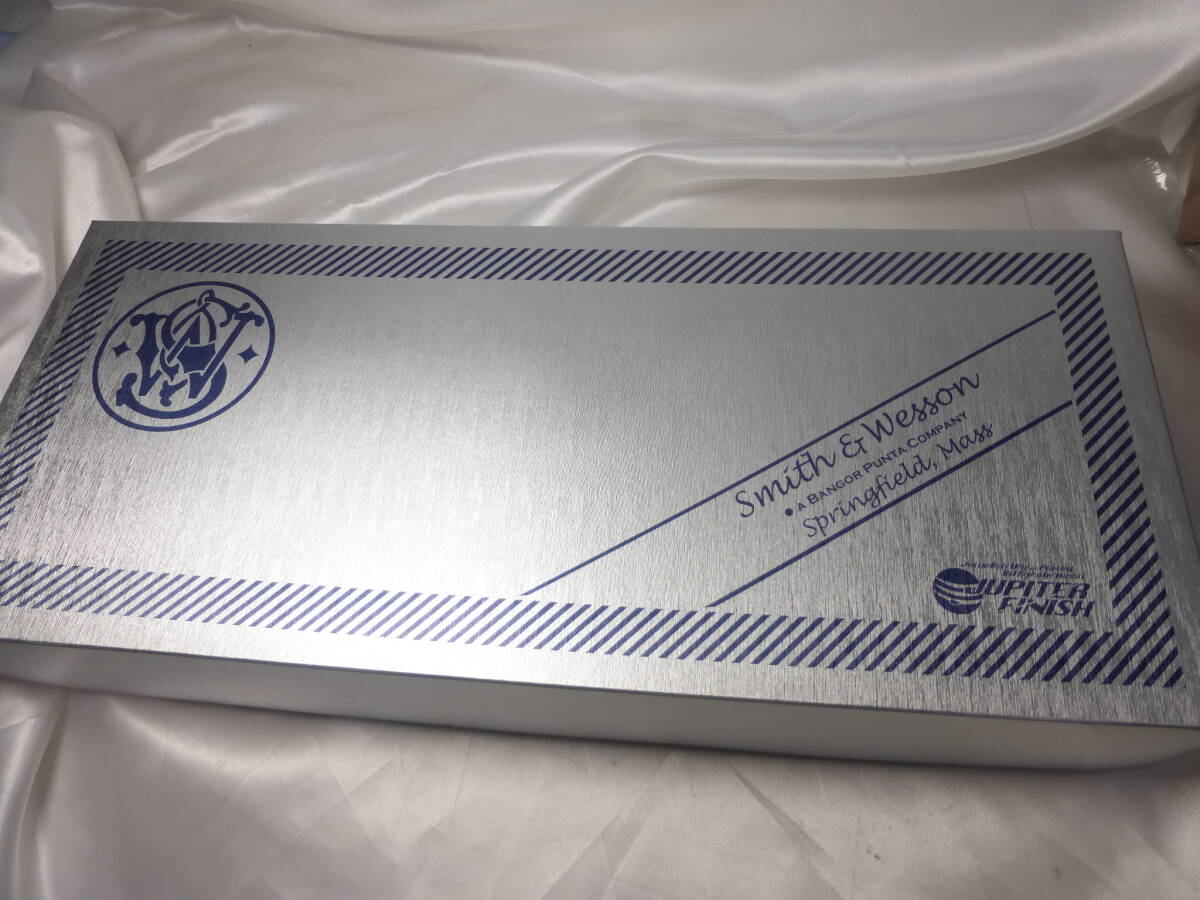 Smith & Wesson
• A BANGOR PUNTA COMPANY
Springfield, Mass
JUPITER
FINISH